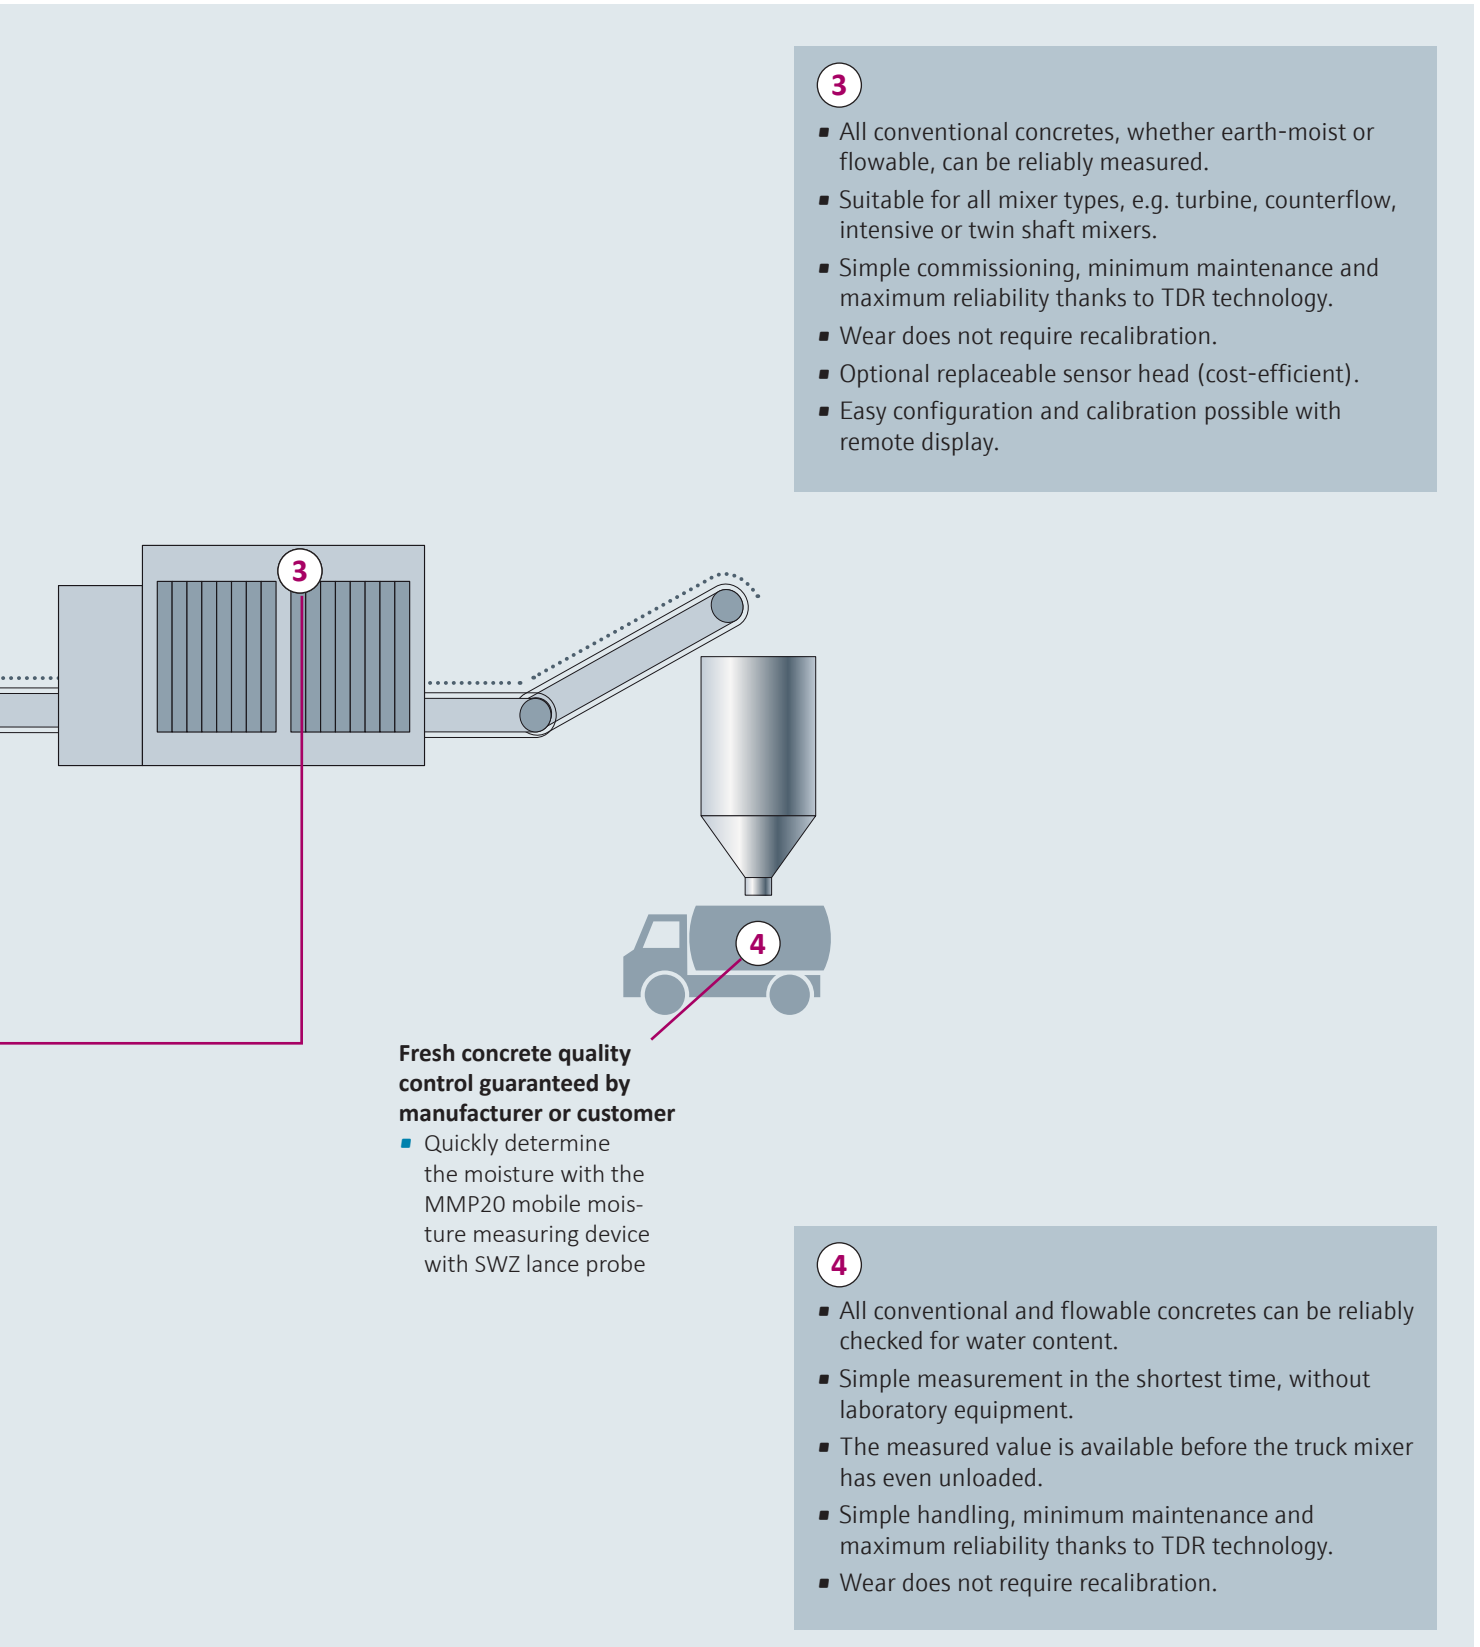 3
▪ All conventional concretes, whether earth-moist or
flowable, can be reliably measured.
▪ Suitable for all mixer types, e.g. turbine, counterflow,
intensive or twin shaft mixers.
▪ Simple commissioning, minimum maintenance and
maximum reliability thanks to TDR technology.
▪ Wear does not require recalibration.
▪ Optional replaceable sensor head (cost-efficient).
▪ Easy configuration and calibration possible with
remote display.
3
4
Fresh concrete quality
control guaranteed by
manufacturer or customer
▪ Quickly determine
the moisture with the
MMP20 mobile mois-
ture measuring device
with SWZ lance probe
4
▪ All conventional and flowable concretes can be reliably
checked for water content.
▪ Simple measurement in the shortest time, without
laboratory equipment.
▪ The measured value is available before the truck mixer
has even unloaded.
▪ Simple handling, minimum maintenance and
maximum reliability thanks to TDR technology.
▪ Wear does not require recalibration.